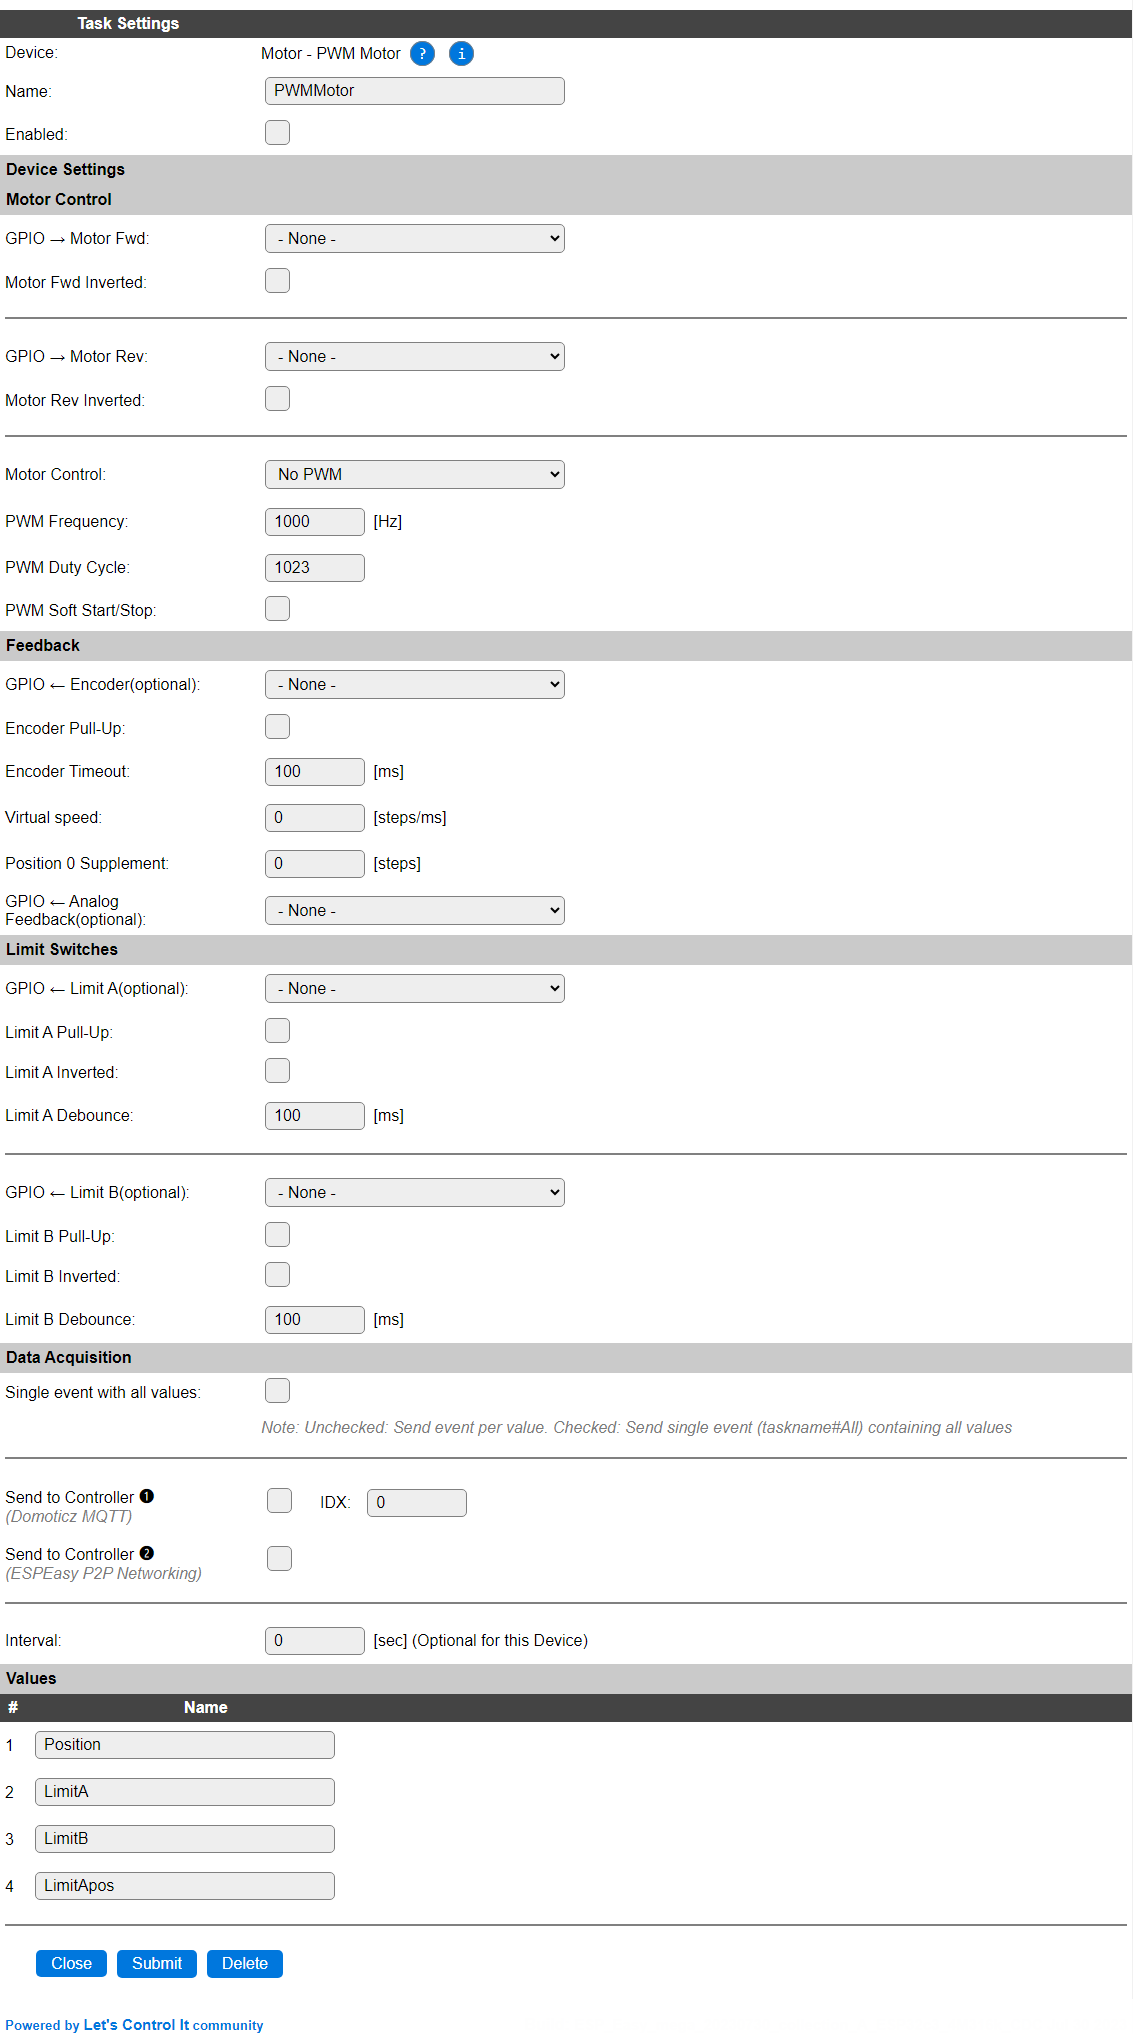 Task Settings
Device: Motor - PWM Motor ? i
Name: PWMMotor
Enabled:
Device Settings
Motor Control
GPIO → Motor Fwd: - None -
Motor Fwd Inverted:
GPIO → Motor Rev: - None -
Motor Rev Inverted:
Motor Control: No PWM
PWM Frequency: 1000 [Hz]
PWM Duty Cycle: 1023
PWM Soft Start/Stop:
Feedback
GPIO ← Encoder(optional): - None -
Encoder Pull-Up:
Encoder Timeout: 100 [ms]
Virtual speed: 0 [steps/ms]
Position 0 Supplement: 0 [steps]
GPIO ← Analog
Feedback(optional): - None -
Limit Switches
GPIO ← Limit A(optional): - None -
Limit A Pull-Up:
Limit A Inverted:
Limit A Debounce: 100 [ms]
GPIO ← Limit B(optional): - None -
Limit B Pull-Up:
Limit B Inverted:
Limit B Debounce: 100 [ms]
Data Acquisition
Single event with all values:
Note: Unchecked: Send event per value. Checked: Send single event (taskname#All) containing all values
Send to Controller ❶ IDX: 0
(Domoticz MQTT)
Send to Controller ❷
(ESPEasy P2P Networking)
Interval: 0 [sec] (Optional for this Device)
Values
# Name
1 Position
2 LimitA
3 LimitB
4 LimitApos
Close Submit Delete
Powered by Let's Control It community